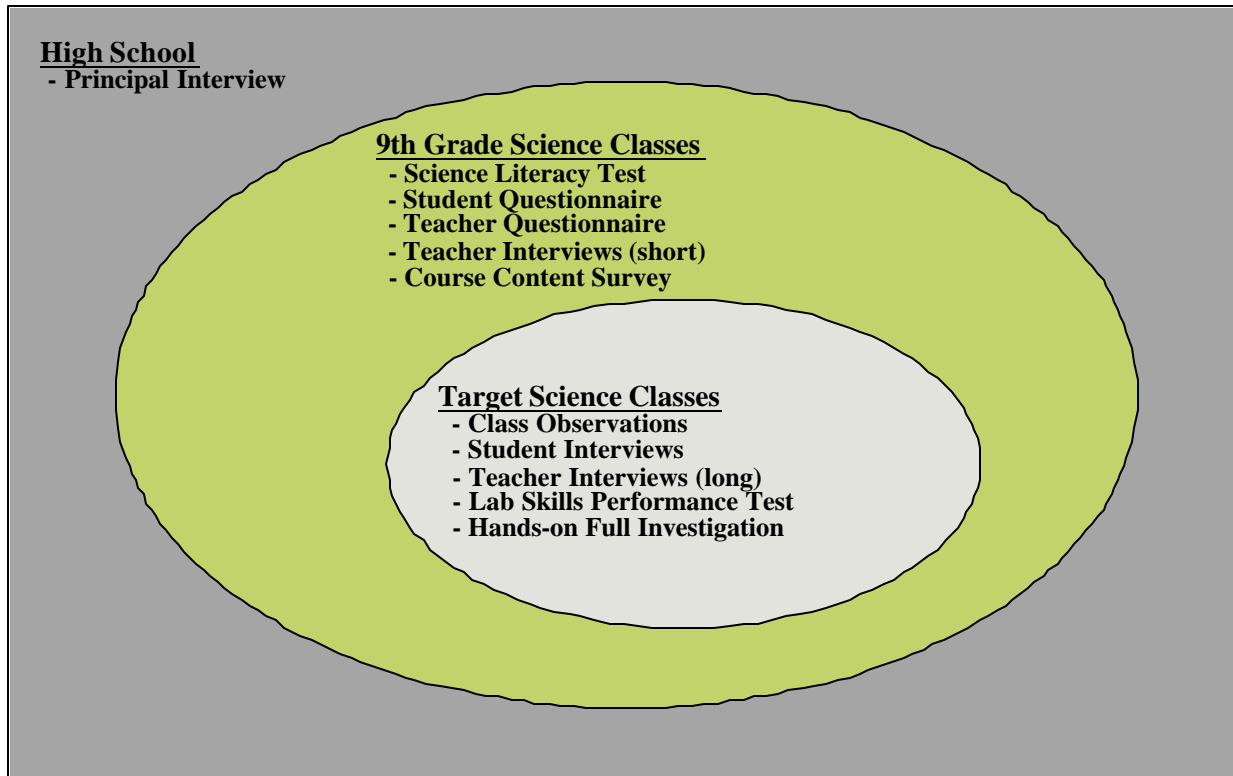 High School
- Principal Interview
9th Grade Science Classes
- Science Literacy Test
- Student Questionnaire
- Teacher Questionnaire
- Teacher Interviews (short)
- Course Content Survey
Target Science Classes
- Class Observations
- Student Interviews
- Teacher Interviews (long)
- Lab Skills Performance Test
- Hands-on Full Investigation